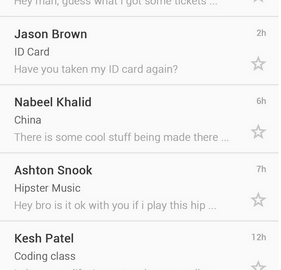 Hey man, guess what I got some tickets ...
Jason Brown
2h
ID Card
Have you taken my ID card again?
Nabeel Khalid
6h
China
There is some cool stuff being made there ...
Ashton Snook
7h
Hipster Music
Hey bro is it ok with you if i play this hip ...
Kesh Patel
12h
Coding class